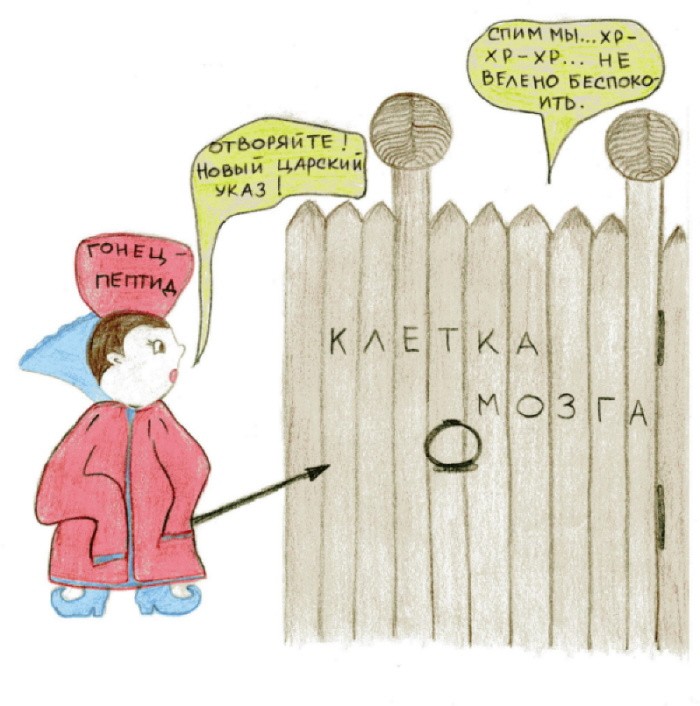 СПИМ МЫ...ХР-
ХР-ХР... НЕ
ВЕЛЕНО БЕСПОКО-
ИТЬ.
ОТВОРЯЙТЕ!
НОВЫЙ ЦАРСКИЙ
УКАЗ!
ГОНЕЦ-
ПЕПТИД
КЛЕТКА
МОЗГА